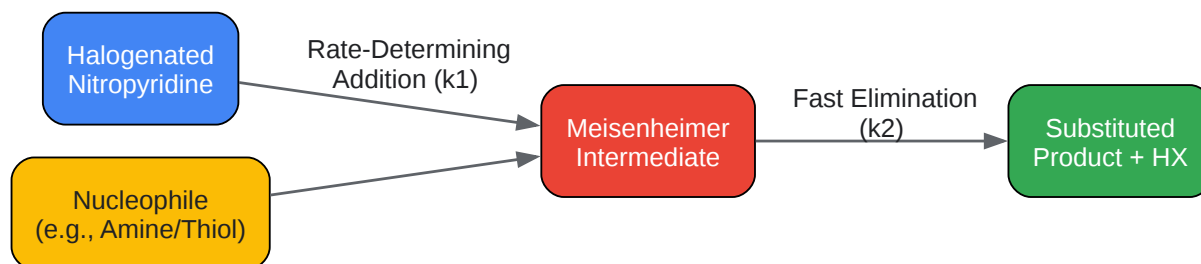 Halogenated
Nitropyridine
Rate-Determining
Addition (k1)
Nucleophile
(e.g., Amine/Thiol)
Meisenheimer
Intermediate
Fast Elimination
(k2)
Substituted
Product + HX